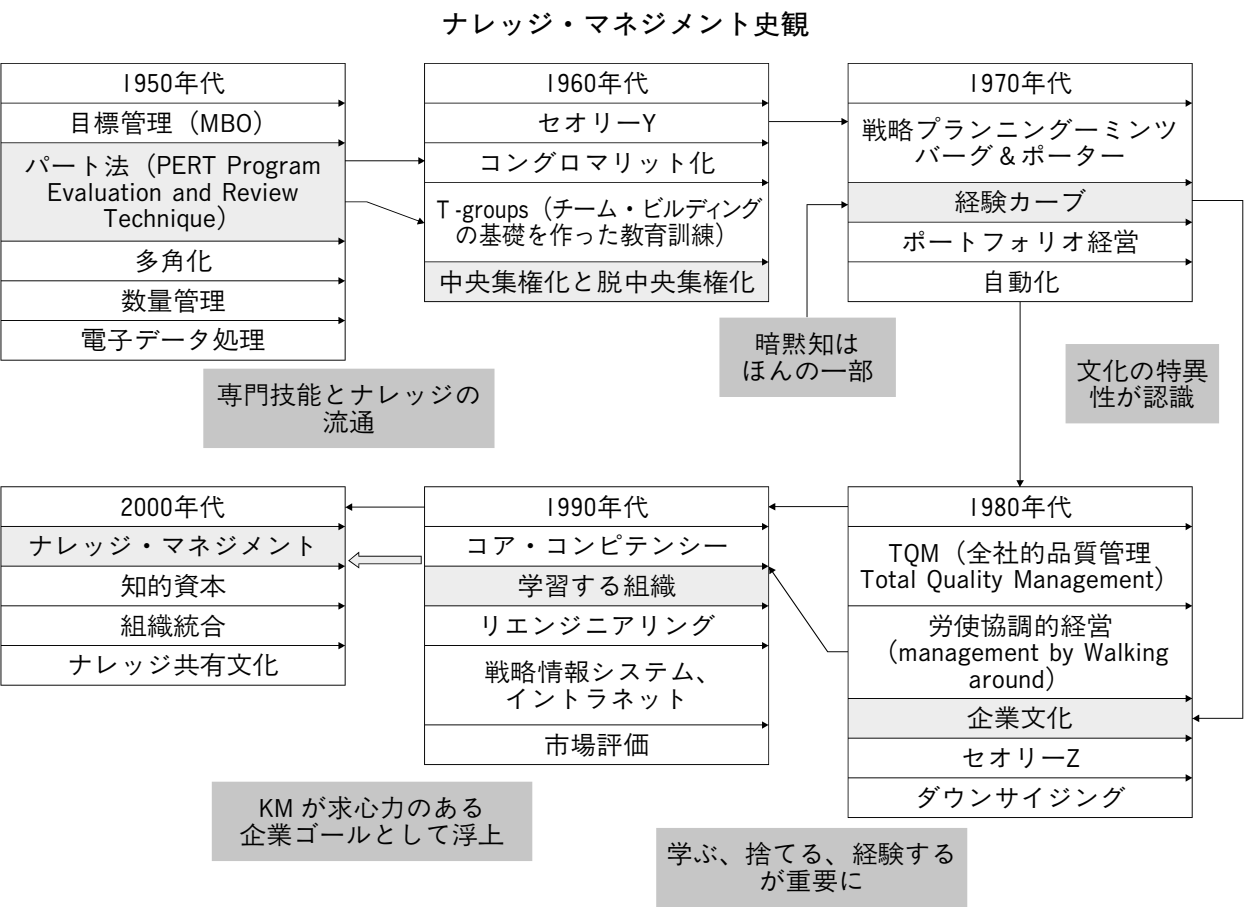 ナレッジ・マネジメント史観
1950年代
目標管理（MBO）
パート法（PERT Program
Evaluation and Review
Technique）
多角化
数量管理
電子データ処理
1960年代
セオリーY
コングロマリット化
T-groups（チーム・ビルディング
の基礎を作った教育訓練）
中央集権化と脱中央集権化
1970年代
戦略プランニングーミンツ
バーグ＆ポーター
経験カーブ
ポートフォリオ経営
自動化
専門技能とナレッジの
流通
暗黙知は
ほんの一部
文化の特異
性が認識
2000年代
ナレッジ・マネジメント
知的資本
組織統合
ナレッジ共有文化
1990年代
コア・コンピテンシー
学習する組織
リエンジニアリング
戦略情報システム、
イントラネット
市場評価
1980年代
TQM（全社的品質管理
Total Quality Management）
労使協調的経営
（management by Walking
around）
企業文化
セオリーZ
ダウンサイジング
KMが求心力のある
企業ゴールとして浮上
学ぶ、捨てる、経験する
が重要に